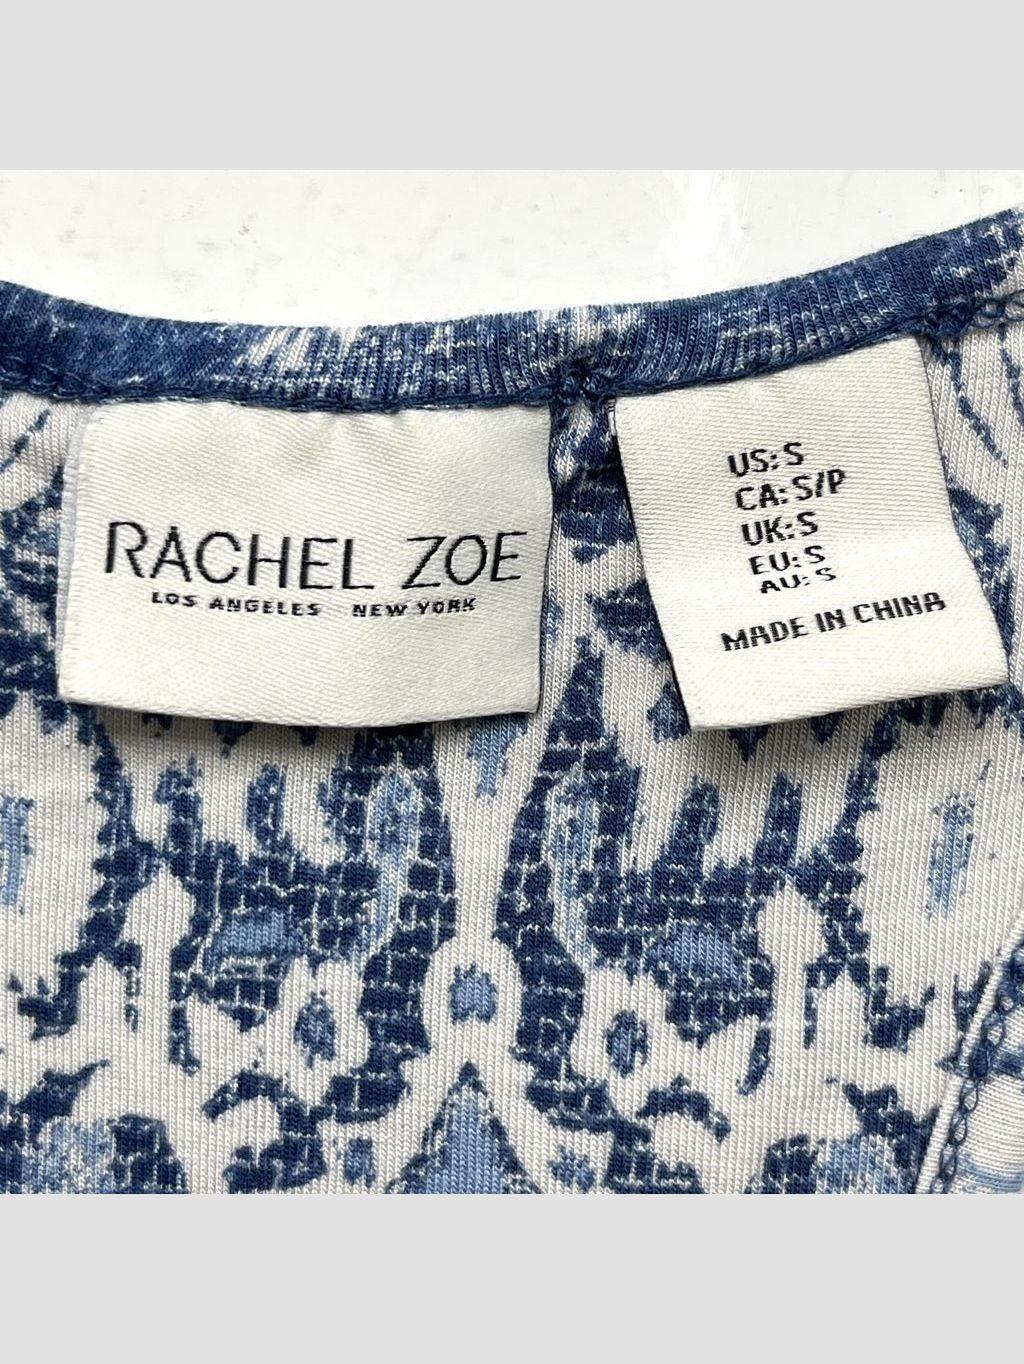 RACHEL ZOE
LOS ANGELES NEW YORK
US: S
CA: S/P
UK: S
EU: S
AU: S
MADE IN CHINA